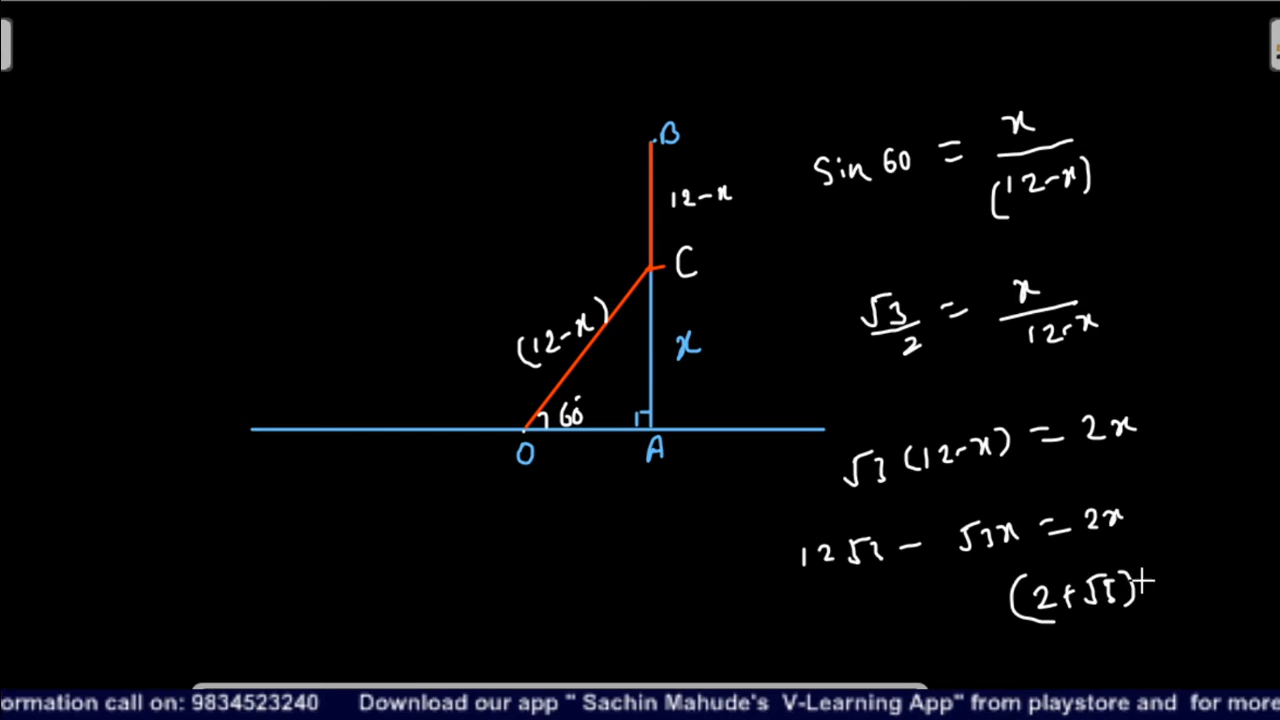 B
12-x
C
(12-x)
x
60°
O
A
Sin 60 = x/(12-x)
√3/2 = x/12-x
√3 (12-x) = 2x
12√3 - √3x = 2x
(2+√3)
ormation call on: 9834523240 Download our app " Sachin Mahude's V-Learning App" from playstore and for more